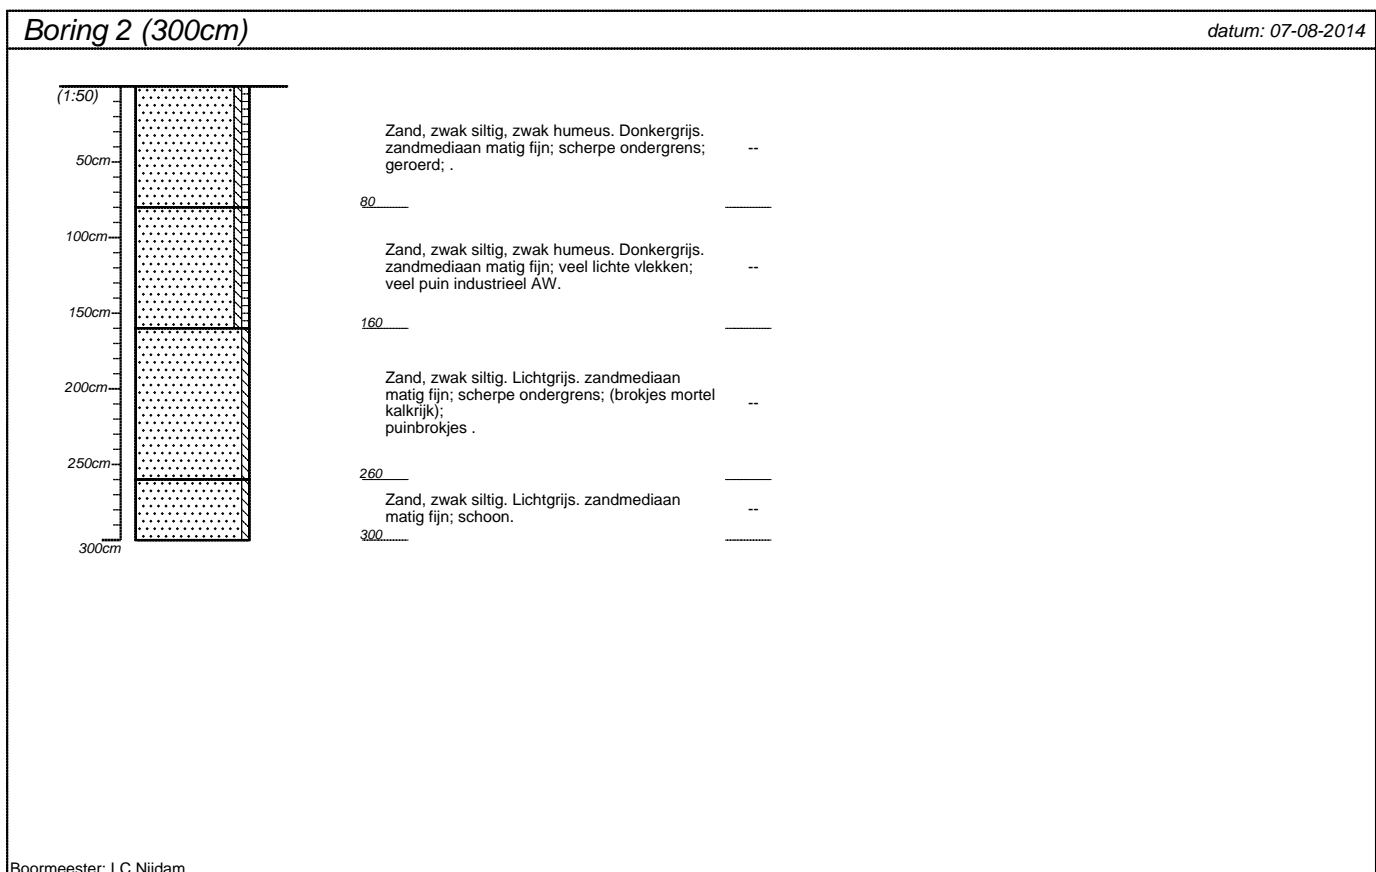 Boring 2 (300cm)
datum: 07-08-2014
(1:50)
50cm
100cm
150cm
200cm
250cm
300cm
Zand, zwak siltig, zwak humeus. Donkergrijs.
zandmediaan matig fijn; scherpe ondergrens;
geroerd; .
--
80
Zand, zwak siltig, zwak humeus. Donkergrijs.
zandmediaan matig fijn; veel lichte vlekken;
veel puin industrieel AW.
--
160
Zand, zwak siltig. Lichtgrijs. zandmediaan
matig fijn; scherpe ondergrens; (brokjes mortel
kalkrijk);
puinbrokjes .
--
260
Zand, zwak siltig. Lichtgrijs. zandmediaan
matig fijn; schoon.
--
300
Boormeester: J.C.Nijdam